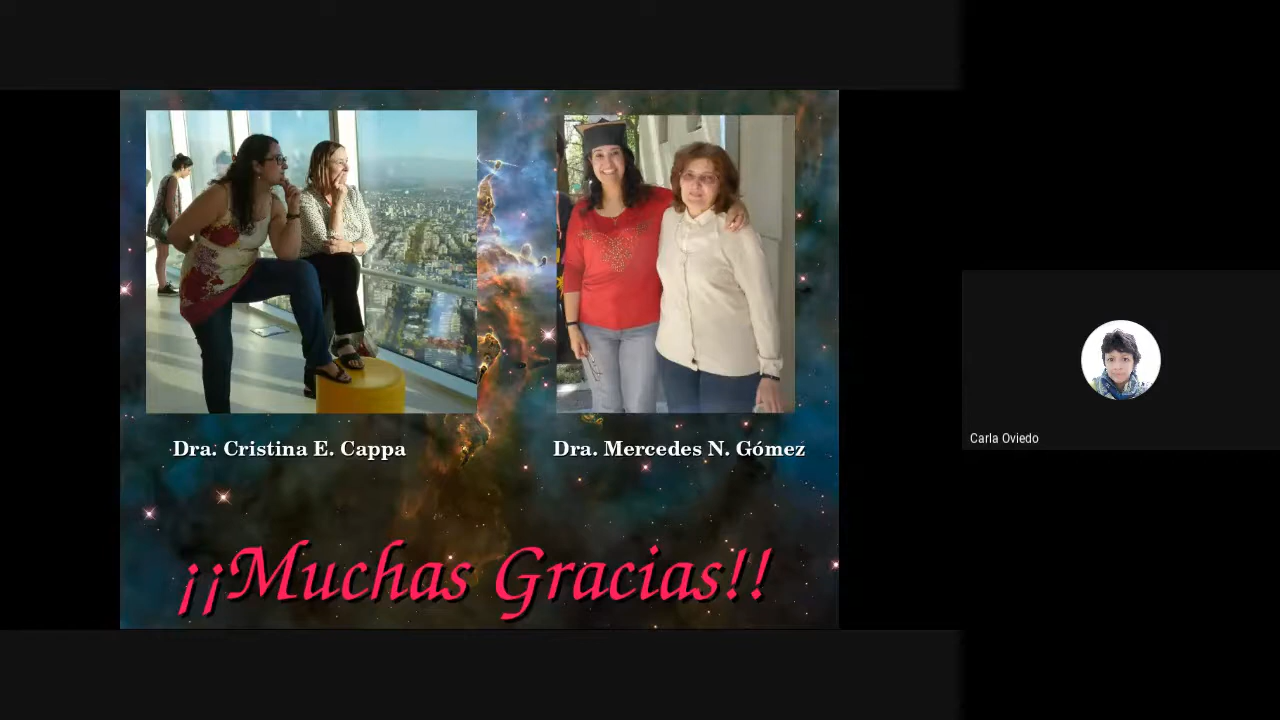 Dra. Cristina E. Cappa
Dra. Mercedes N. Gómez
¡¡Muchas Gracias!!
Carla Oviedo